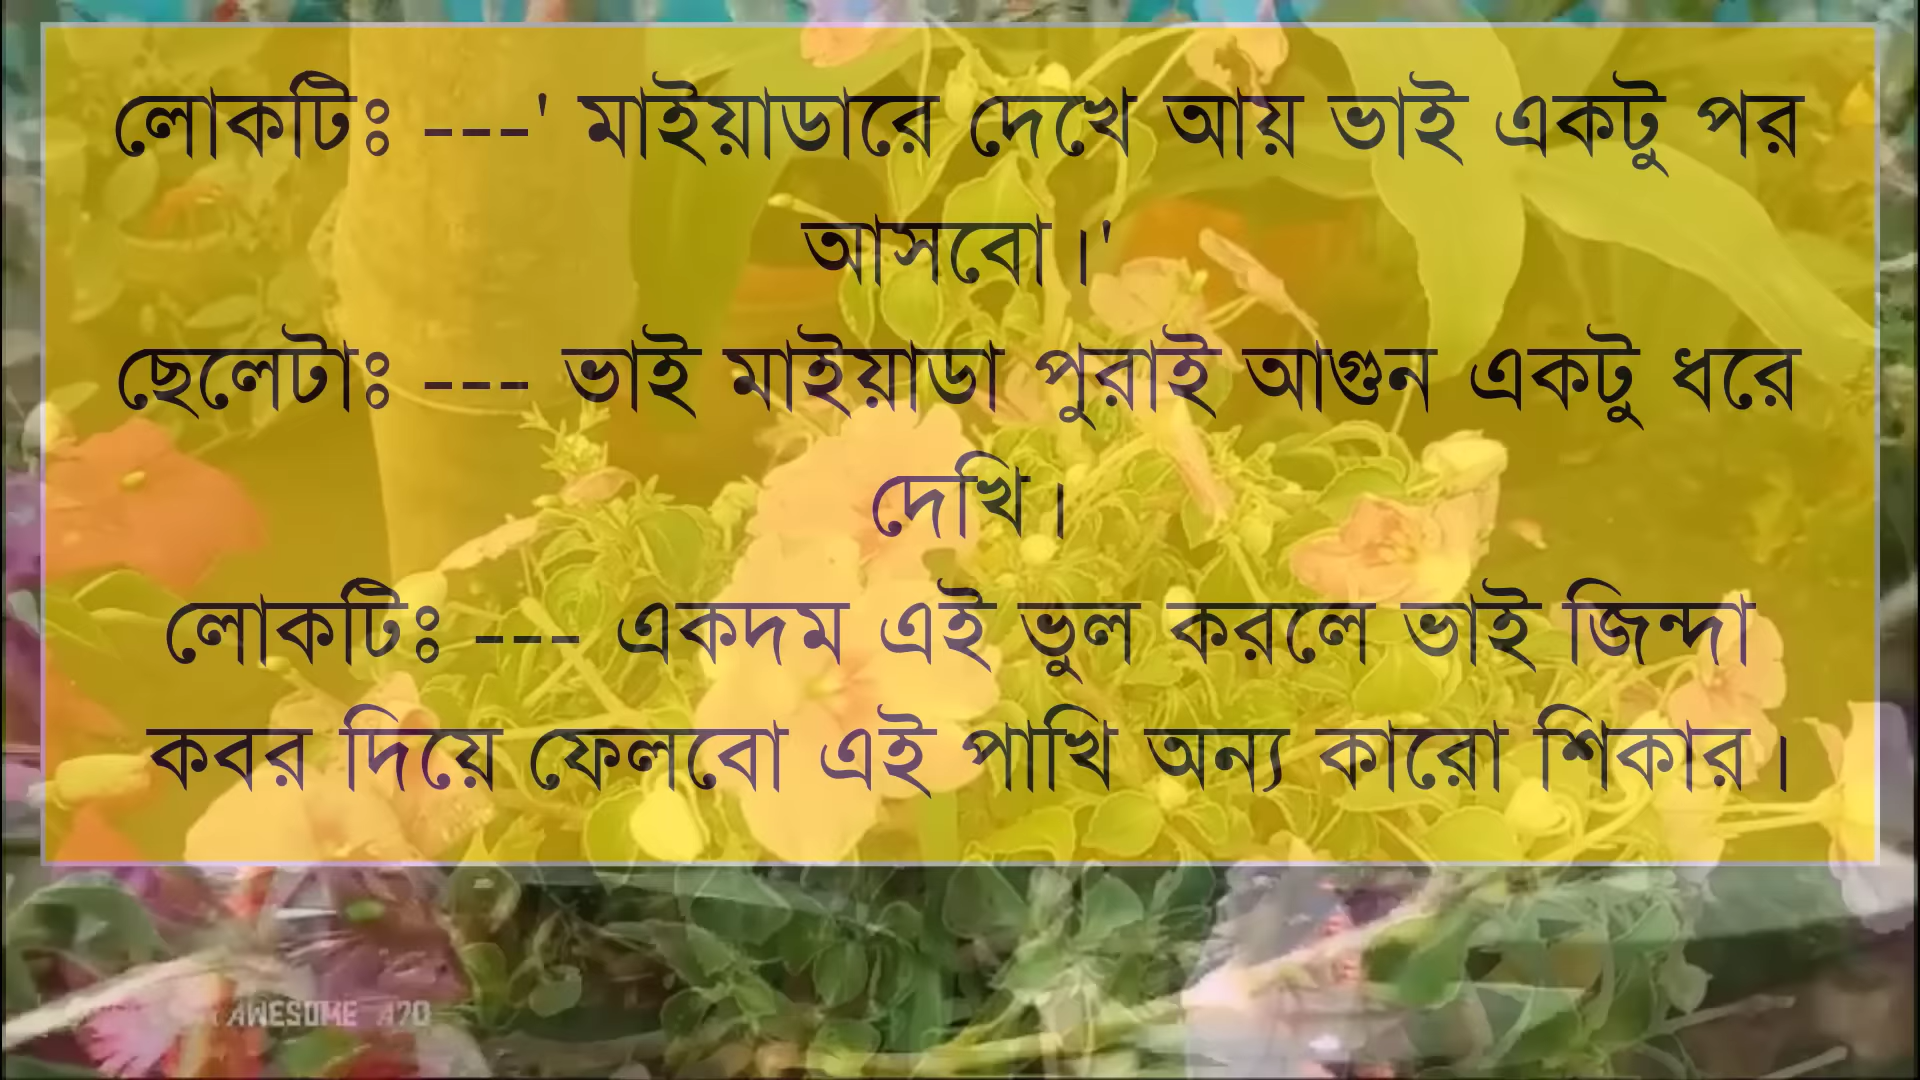 লোকটিঃ ---' মাইয়াডারে দেখে আয় ভাই একটু পর
আসবো।'
ছেলেটাঃ --- ভাই মাইয়াডা পুরাই আগুন একটু ধরে
দেখি।
লোকটিঃ --- একদম এই ভুল করলে ভাই জিন্দা
কবর দিয়ে ফেলবো এই পাখি অন্য কারো শিকার।
AWESOME A70